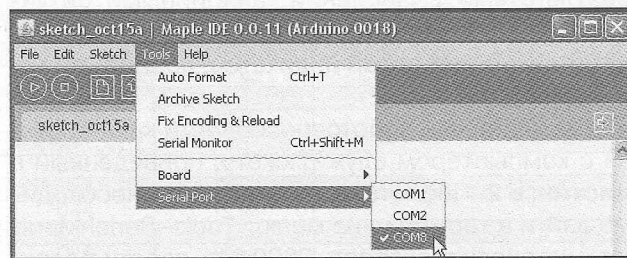 sketch_oct15a | Maple IDE 0.0.11 (Arduino 0018)
File Edit Sketch Tools Help
Auto Format Ctrl+T
Archive Sketch
Fix Encoding & Reload
sketch_oct15a
Serial Monitor Ctrl+Shift+M
Board
Serial Port
COM1
COM2
COM8